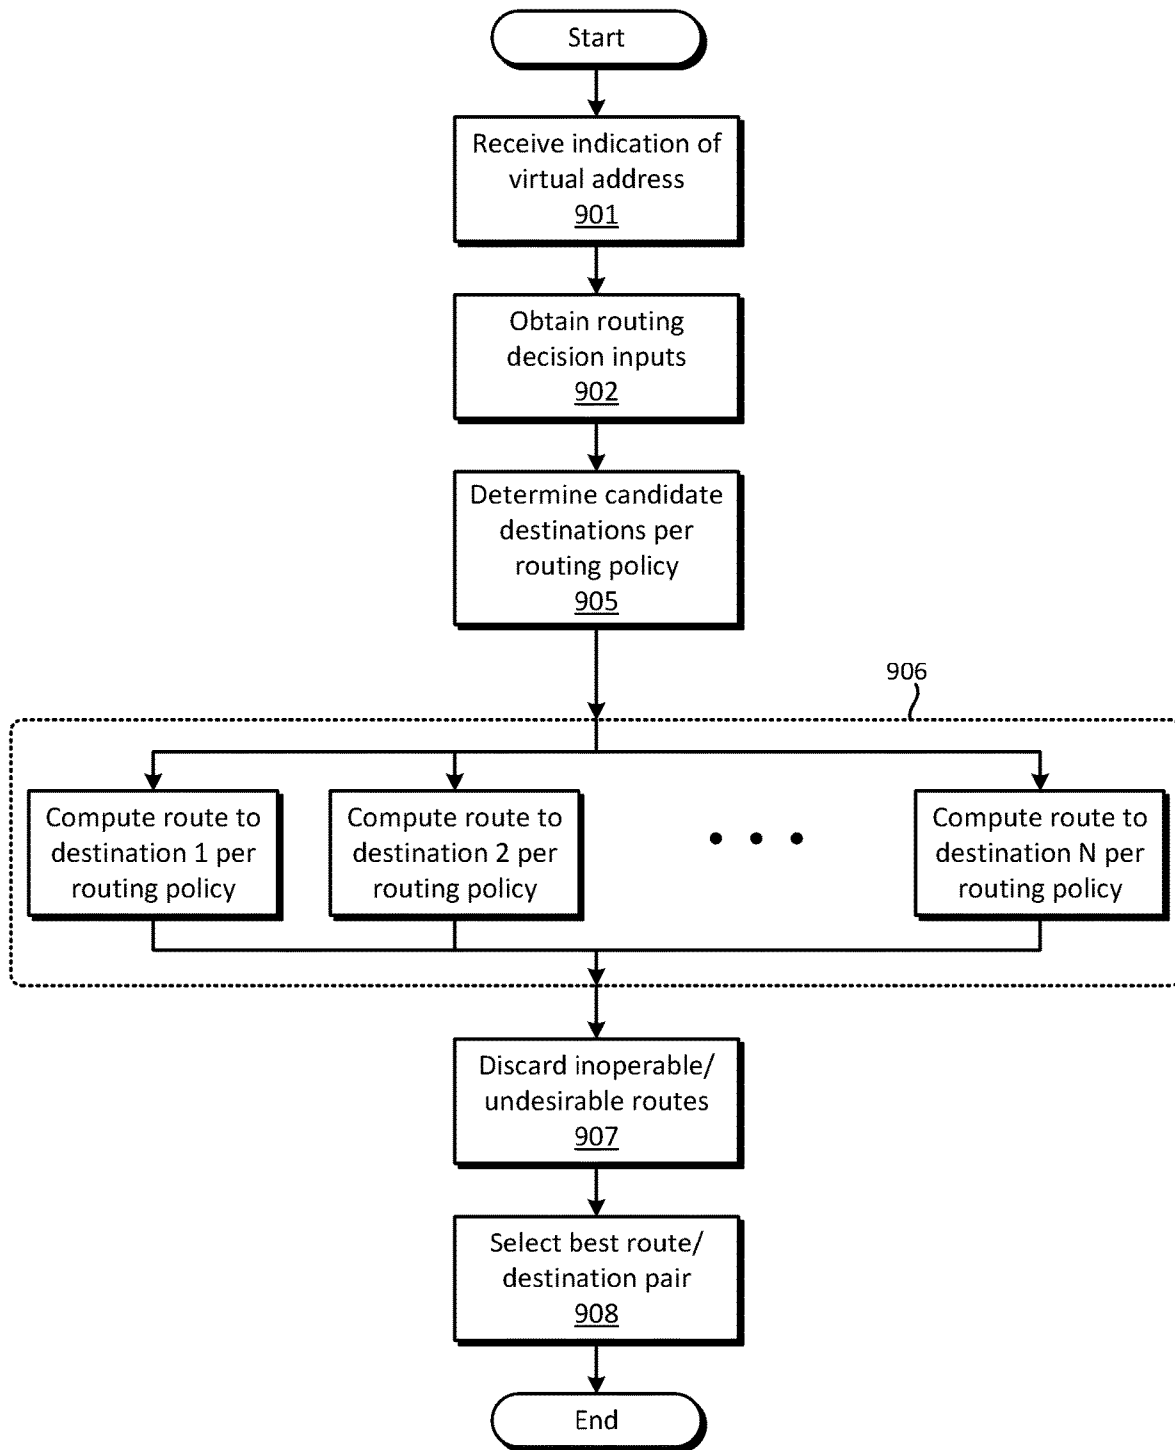 Start
Receive indication of
virtual address
901
Obtain routing
decision inputs
902
Determine candidate
destinations per
routing policy
905
906
Compute route to
destination 1 per
routing policy
Compute route to
destination 2 per
routing policy
• • •
Compute route to
destination N per
routing policy
Discard inoperable/
undesirable routes
907
Select best route/
destination pair
908
End